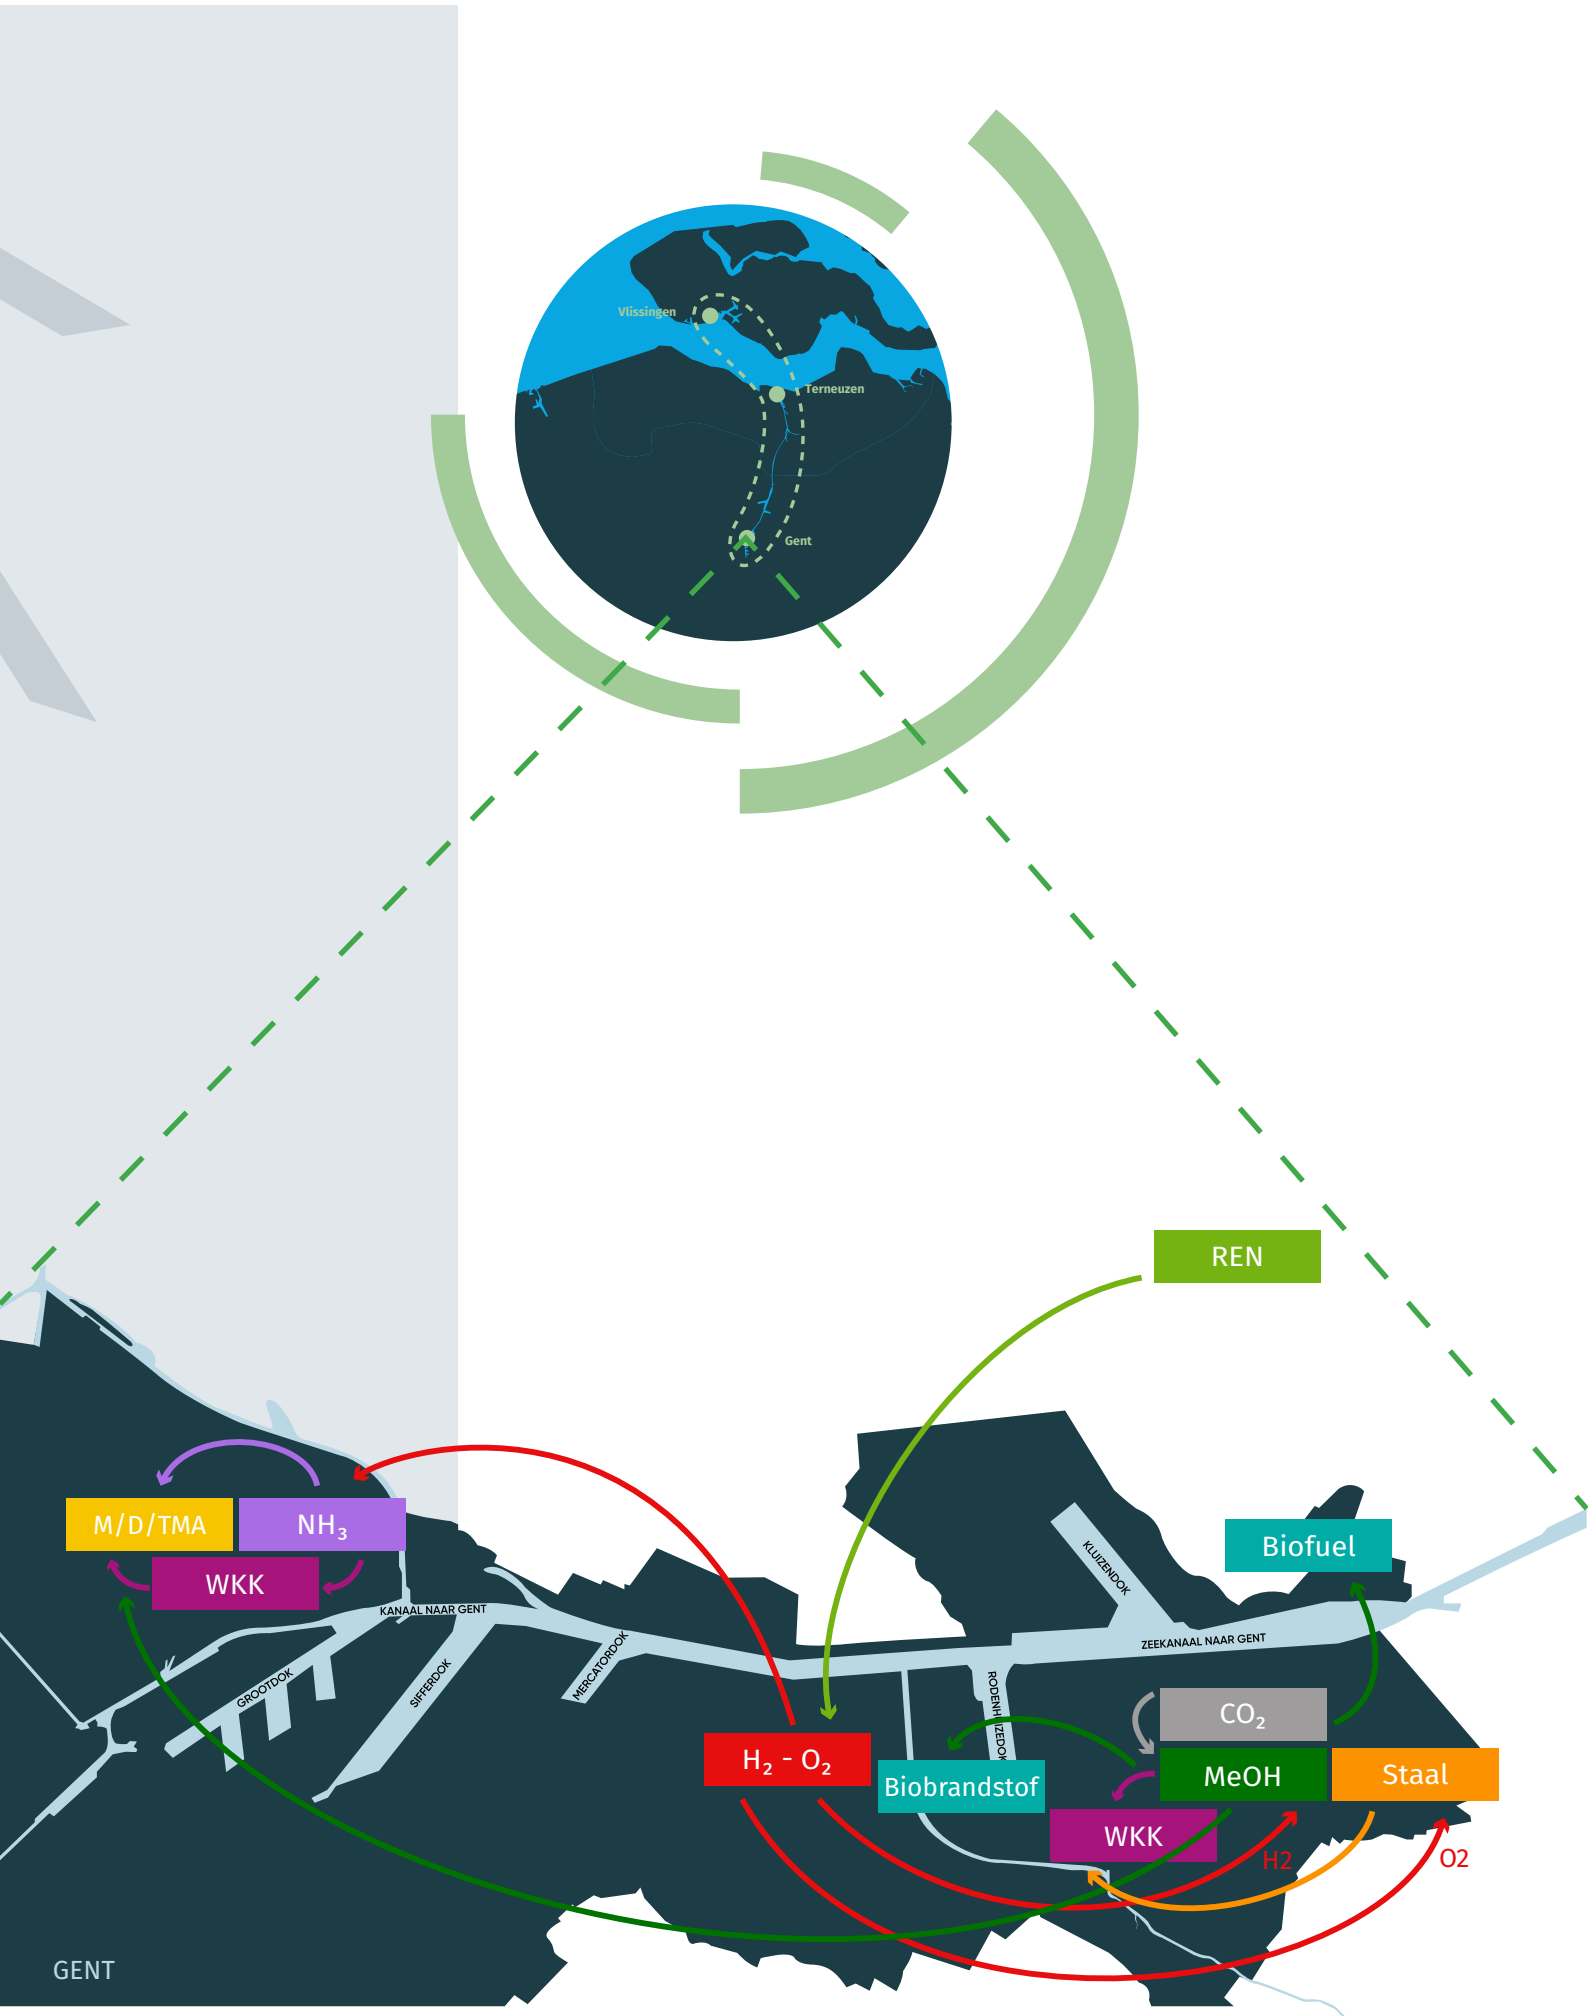 Vlissingen
Terneuzen
Gent
REN
M/D/TMA
NH₃
WKK
Biofuel
KANAAL NAAR GENT
GROOTDOK
SIFFERDOK
MERCATORDOK
KLUIZENDOK
ZEEKANAAL NAAR GENT
RODENHUIZEDOK
CO₂
H₂ - O₂
Biobrandstof
MeOH
Staal
WKK
H2
O2
GENT